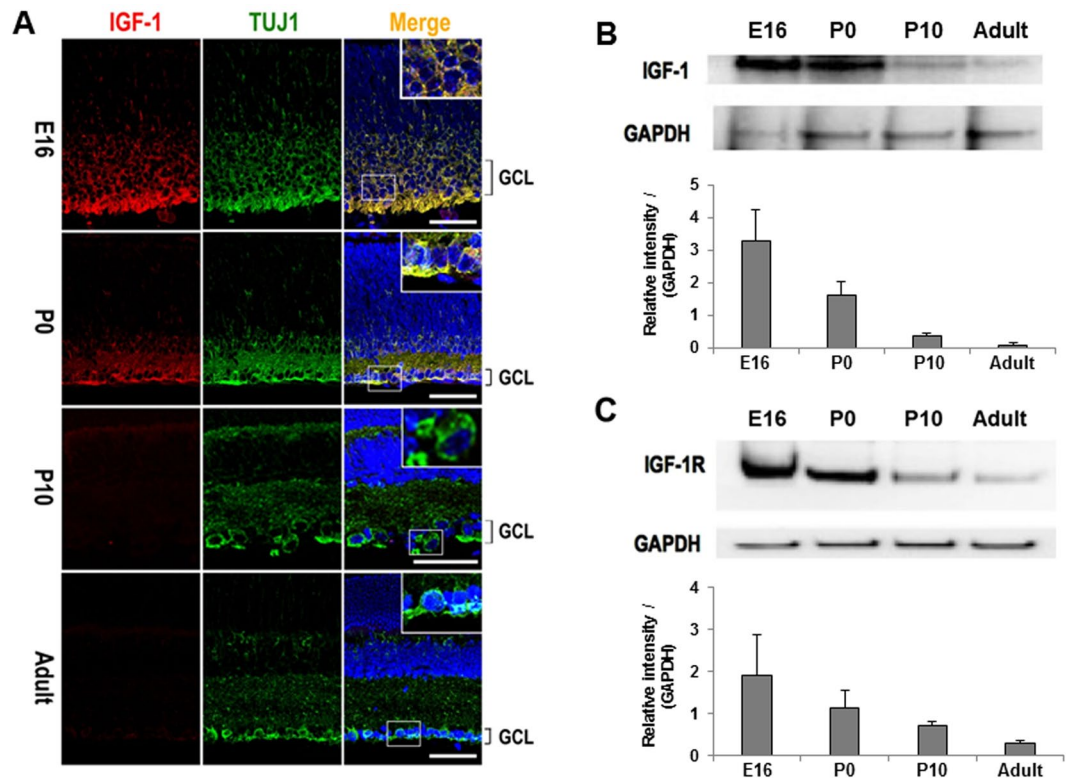 A
IGF-1 TUJ1 Merge
E16
GCL
P0
GCL
P10
GCL
Adult
GCL
B
E16 P0 P10 Adult
IGF-1
GAPDH
Relative intensity /
(GAPDH)
5
4
3
2
1
0
E16 P0 P10 Adult
C
E16 P0 P10 Adult
IGF-1R
GAPDH
Relative intensity /
(GAPDH)
4
3
2
1
0
E16 P0 P10 Adult